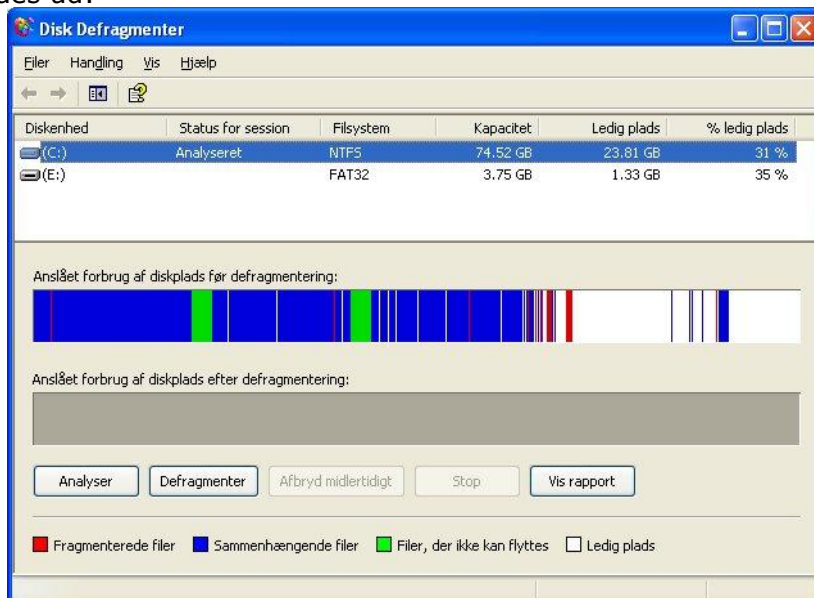 Disk Defragmenter
Filer Handling Vis Hjælp
Diskenhed Status for session Filsystem Kapacitet Ledig plads % ledig plads
(C:) Analyseret NTFS 74.52 GB 23.81 GB 31 %
(E:) FAT32 3.75 GB 1.33 GB 35 %
Anslået forbrug af diskplads før defragmentering:
Anslået forbrug af diskplads efter defragmentering:
Analyser Defragmenter Afbryd midlertidigt Stop Vis rapport
Fragmenterede filer Sammenhængende filer Filer, der ikke kan flyttes Ledig plads